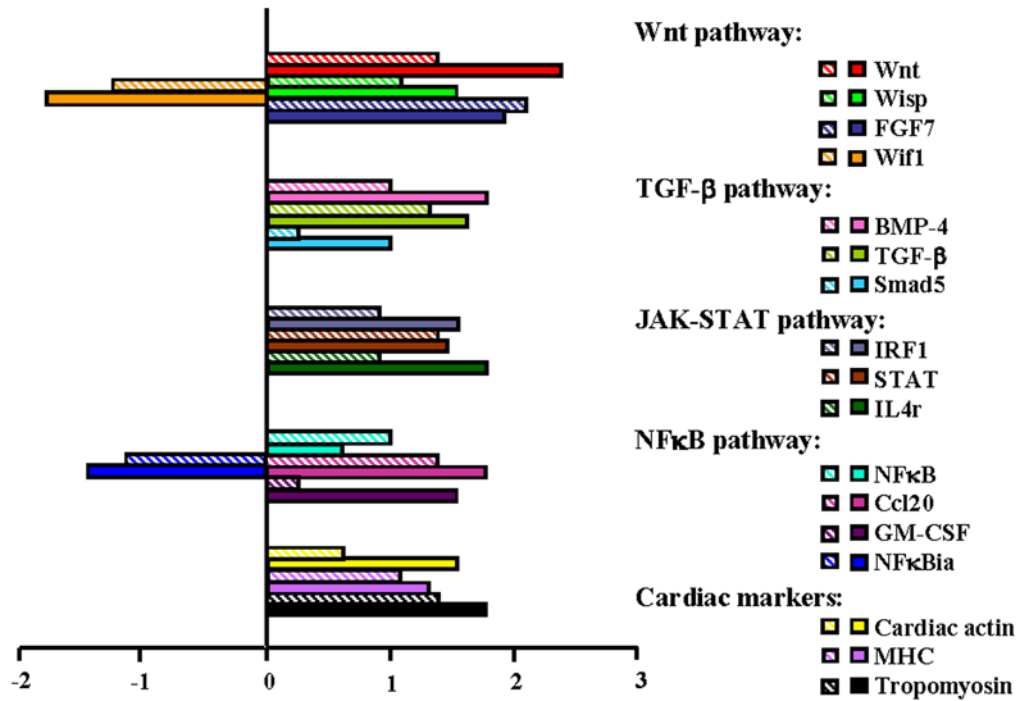 Wnt pathway:
Wnt
Wisp
FGF7
Wif1
TGF-β pathway:
BMP-4
TGF-β
Smad5
JAK-STAT pathway:
IRF1
STAT
IL4r
NFκB pathway:
NFκB
Ccl20
GM-CSF
NFκBia
Cardiac markers:
Cardiac actin
MHC
Tropomyosin
-2 -1 0 1 2 3